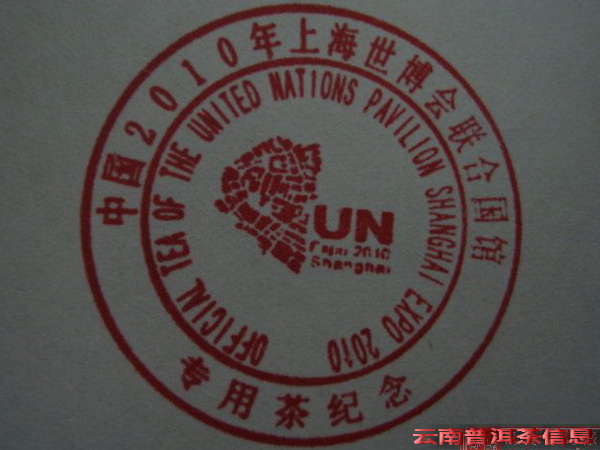 中國2010年上海世博会联合国馆
OFFICIAL TEA OF THE UNITED NATIONS PAVILION SHANGHAI EXPO 2010
UN
Expo 2010
Shanghai
专用茶纪念
云南普洱茶信息